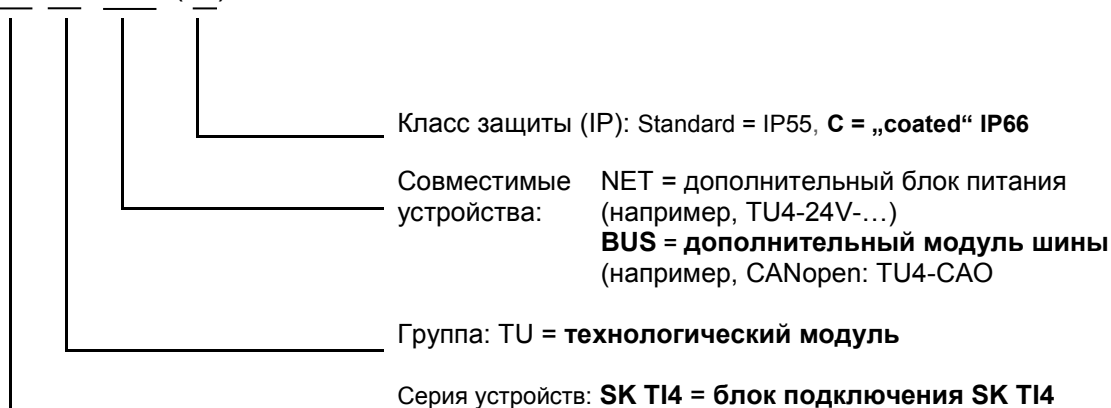 Класс защиты (IP): Standard = IP55, C = „coated“ IP66
Совместимые устройства: NET = дополнительный блок питания
(например, TU4-24V-…)
BUS = дополнительный модуль шины
(например, CANopen: TU4-CAO
Группа: TU = технологический модуль
Серия устройств: SK TI4 = блок подключения SK TI4